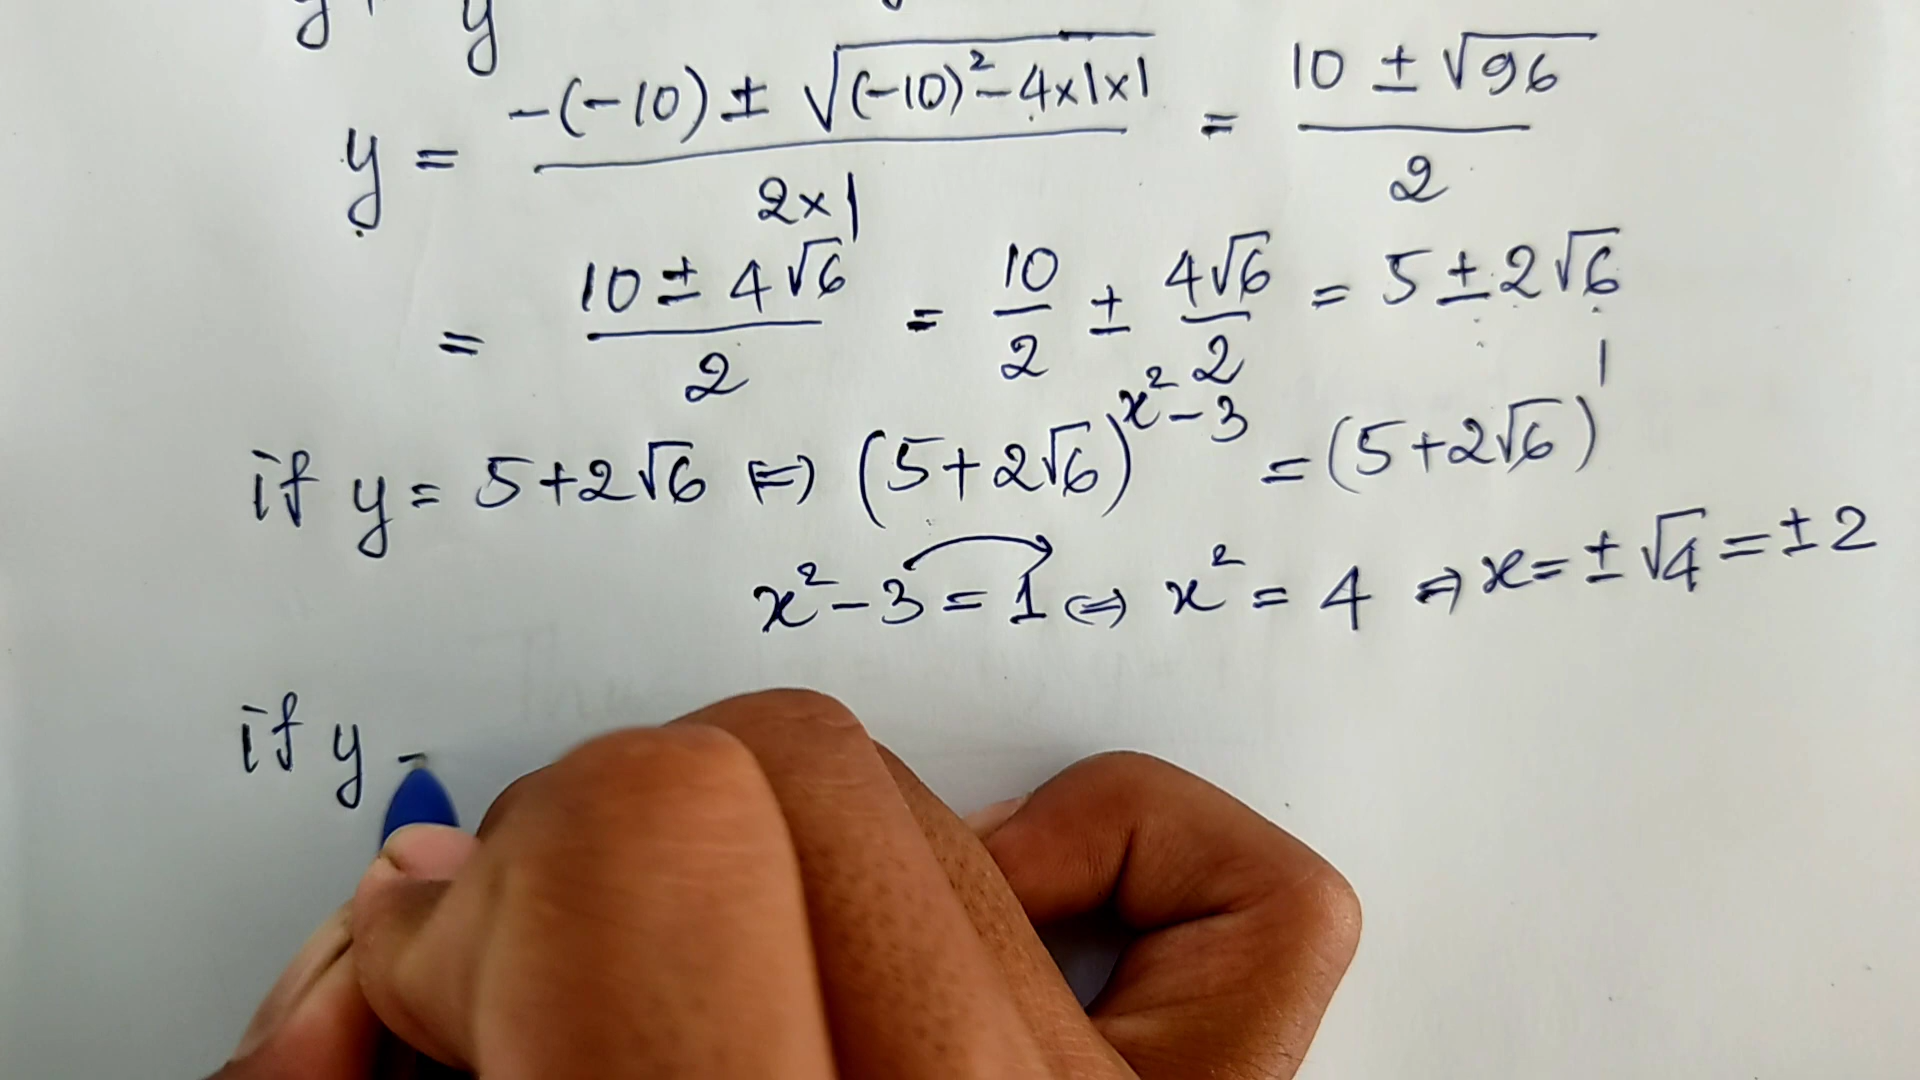 y = -(-10) ± √(-10)² - 4×1×1 / 2×1 = 10 ± √96 / 2
= 10 ± 4√6 / 2 = 10/2 ± 4√6/2 = 5 ± 2√6
if y = 5+2√6 ⇔ (5+2√6)^x²-3 = (5+2√6)^1
x² - 3 = 1 ⇔ x² = 4 ⇒ x = ± √4 = ± 2
if y -